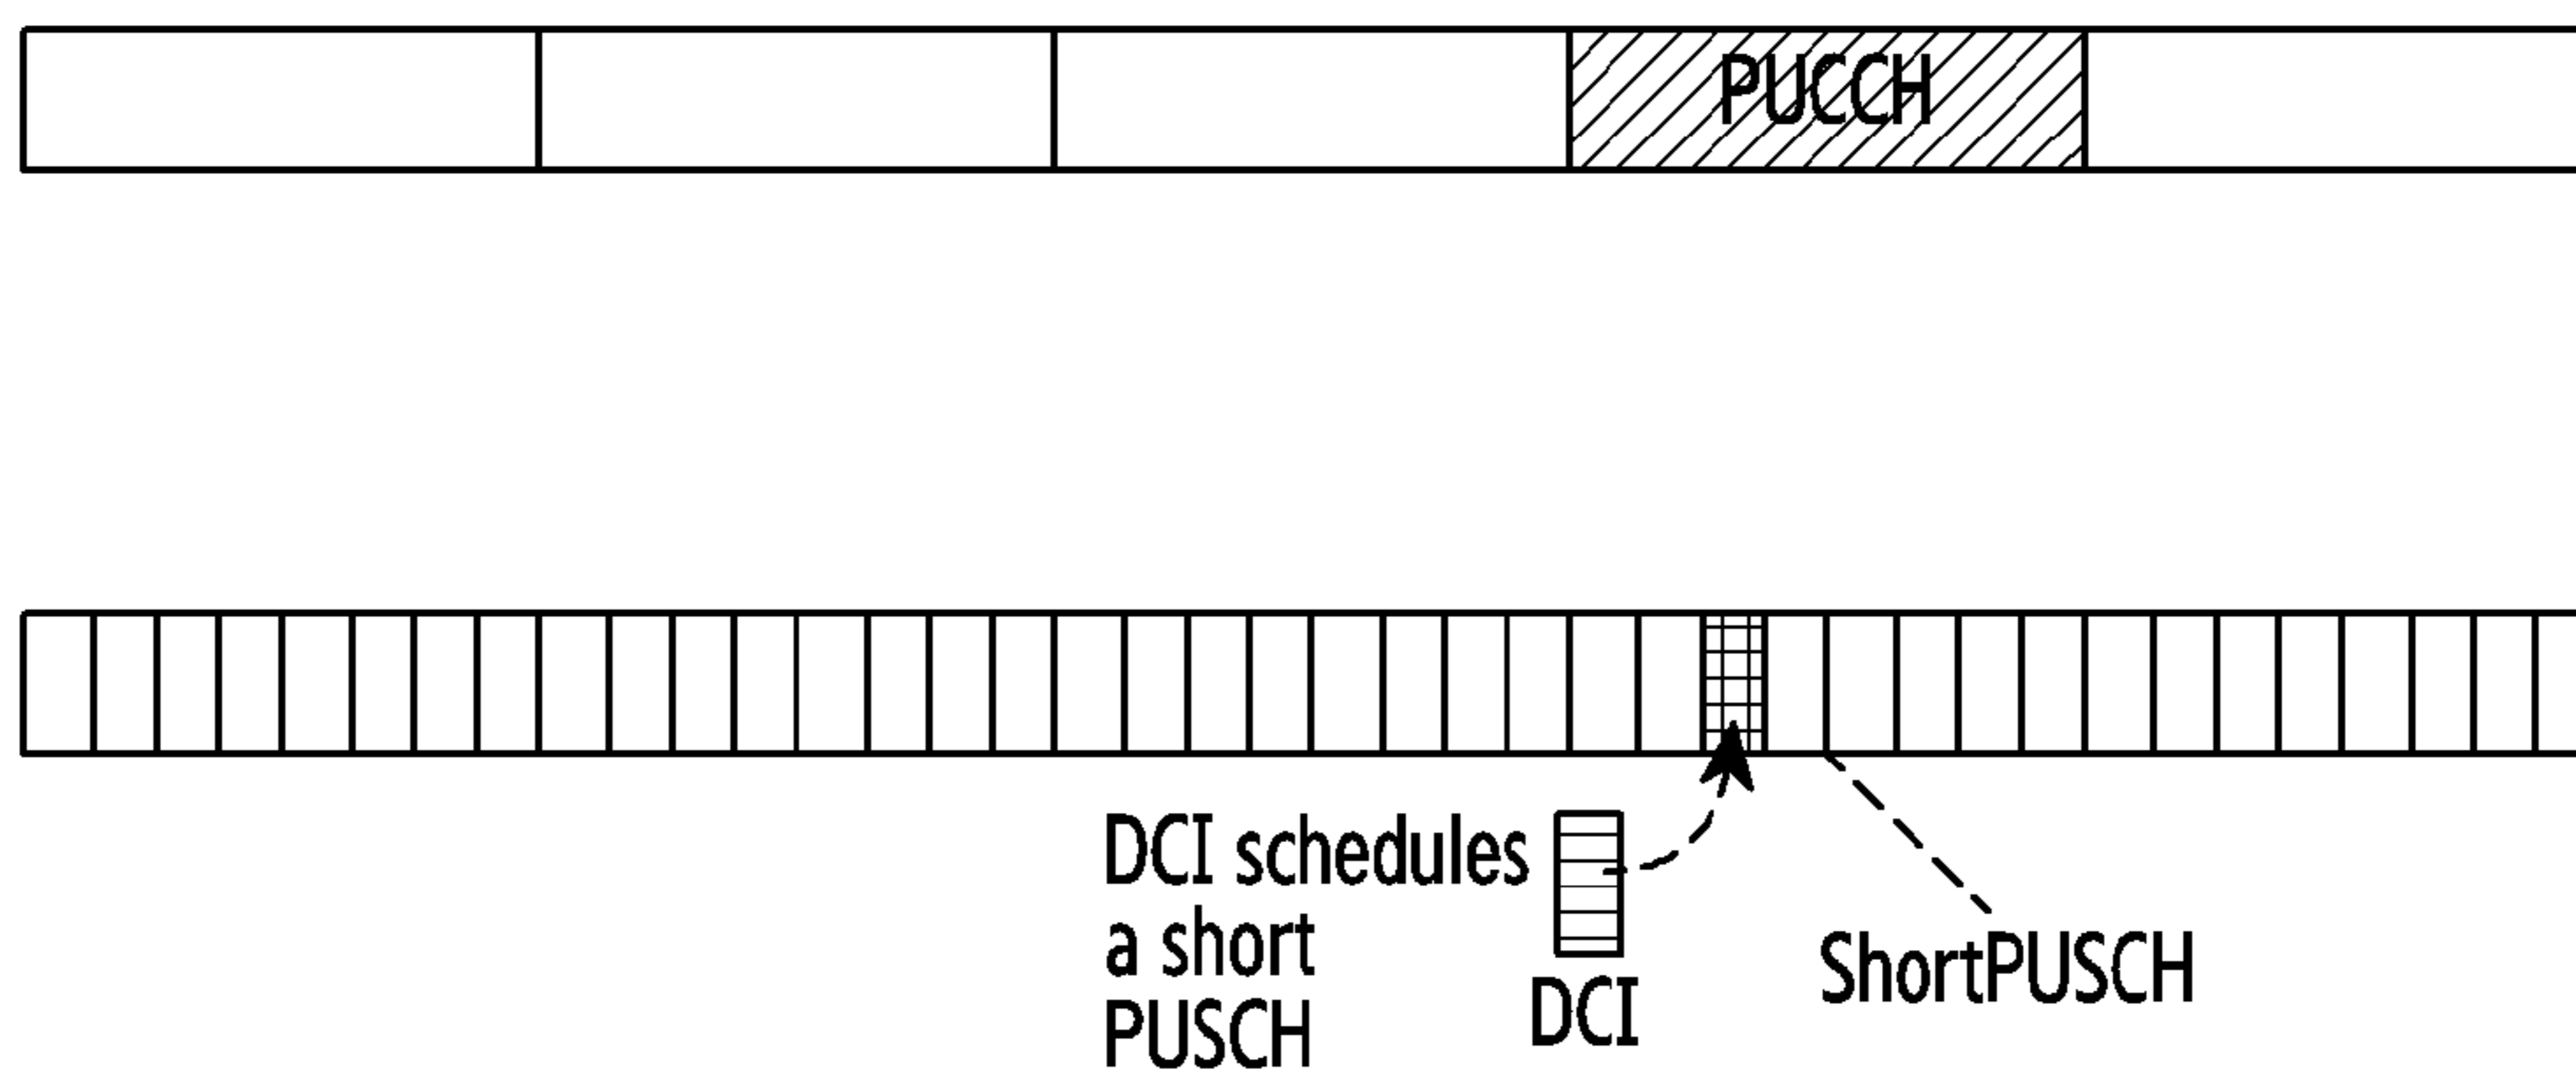 PUCCH
DCI schedules
a short
PUSCH
DCI
ShortPUSCH